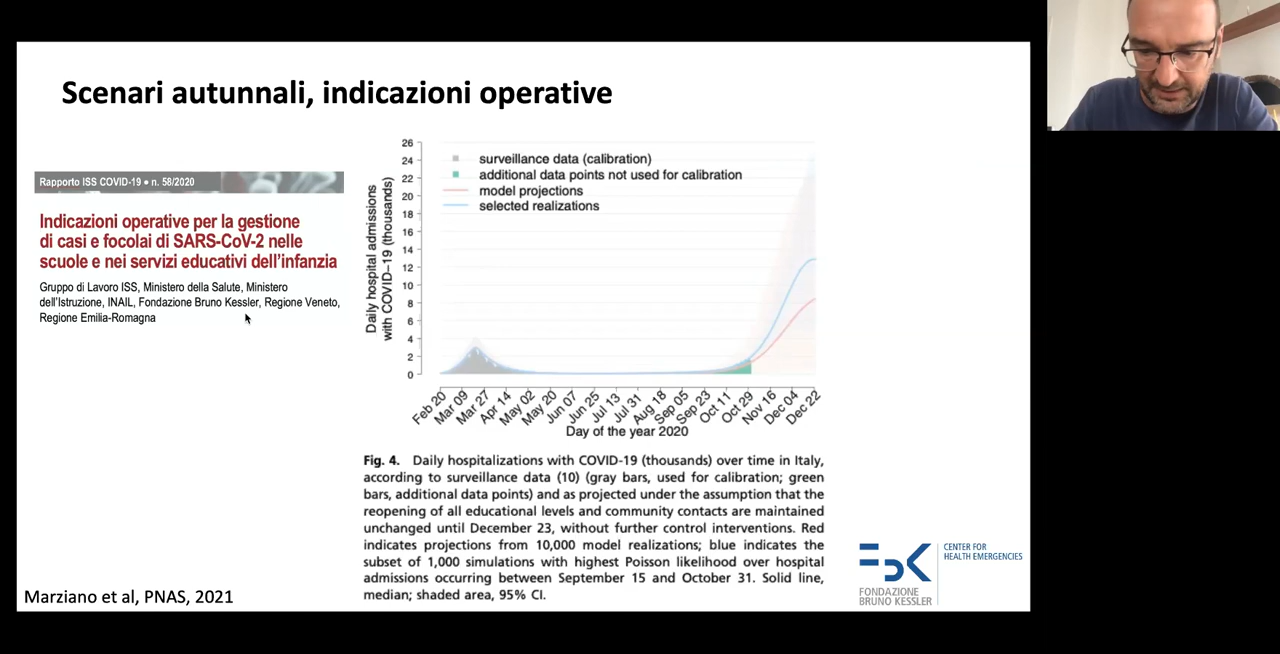 Scenari autunnali, indicazioni operative
Rapporto ISS COVID-19 • n. 58/2020
Indicazioni operative per la gestione
di casi e focolai di SARS-CoV-2 nelle
scuole e nei servizi educativi dell'infanzia
Gruppo di Lavoro ISS, Ministero della Salute, Ministero
dell'Istruzione, INAIL, Fondazione Bruno Kessler, Regione Veneto,
Regione Emilia-Romagna
Daily hospital admissions
with COVID-19 (thousands)
26
24
22
20
18
16
14
12
10
8
6
4
2
0
surveillance data (calibration)
additional data points not used for calibration
model projections
selected realizations
Feb 20
Mar 09
Mar 27
Apr 14
May 02
May 20
Jun 07
Jun 25
Jul 13
Jul 31
Aug 18
Sep 05
Sep 23
Oct 11
Oct 29
Nov 16
Dec 04
Dec 22
Day of the year 2020
Fig. 4. Daily hospitalizations with COVID-19 (thousands) over time in Italy,
according to surveillance data (10) (gray bars, used for calibration; green
bars, additional data points) and as projected under the assumption that the
reopening of all educational levels and community contacts are maintained
unchanged until December 23, without further control interventions. Red
indicates projections from 10,000 model realizations; blue indicates the
subset of 1,000 simulations with highest Poisson likelihood over hospital
admissions occurring between September 15 and October 31. Solid line,
median; shaded area, 95% CI.
Marziano et al, PNAS, 2021
FBK
FONDAZIONE
BRUNO KESSLER
CENTER FOR
HEALTH EMERGENCIES